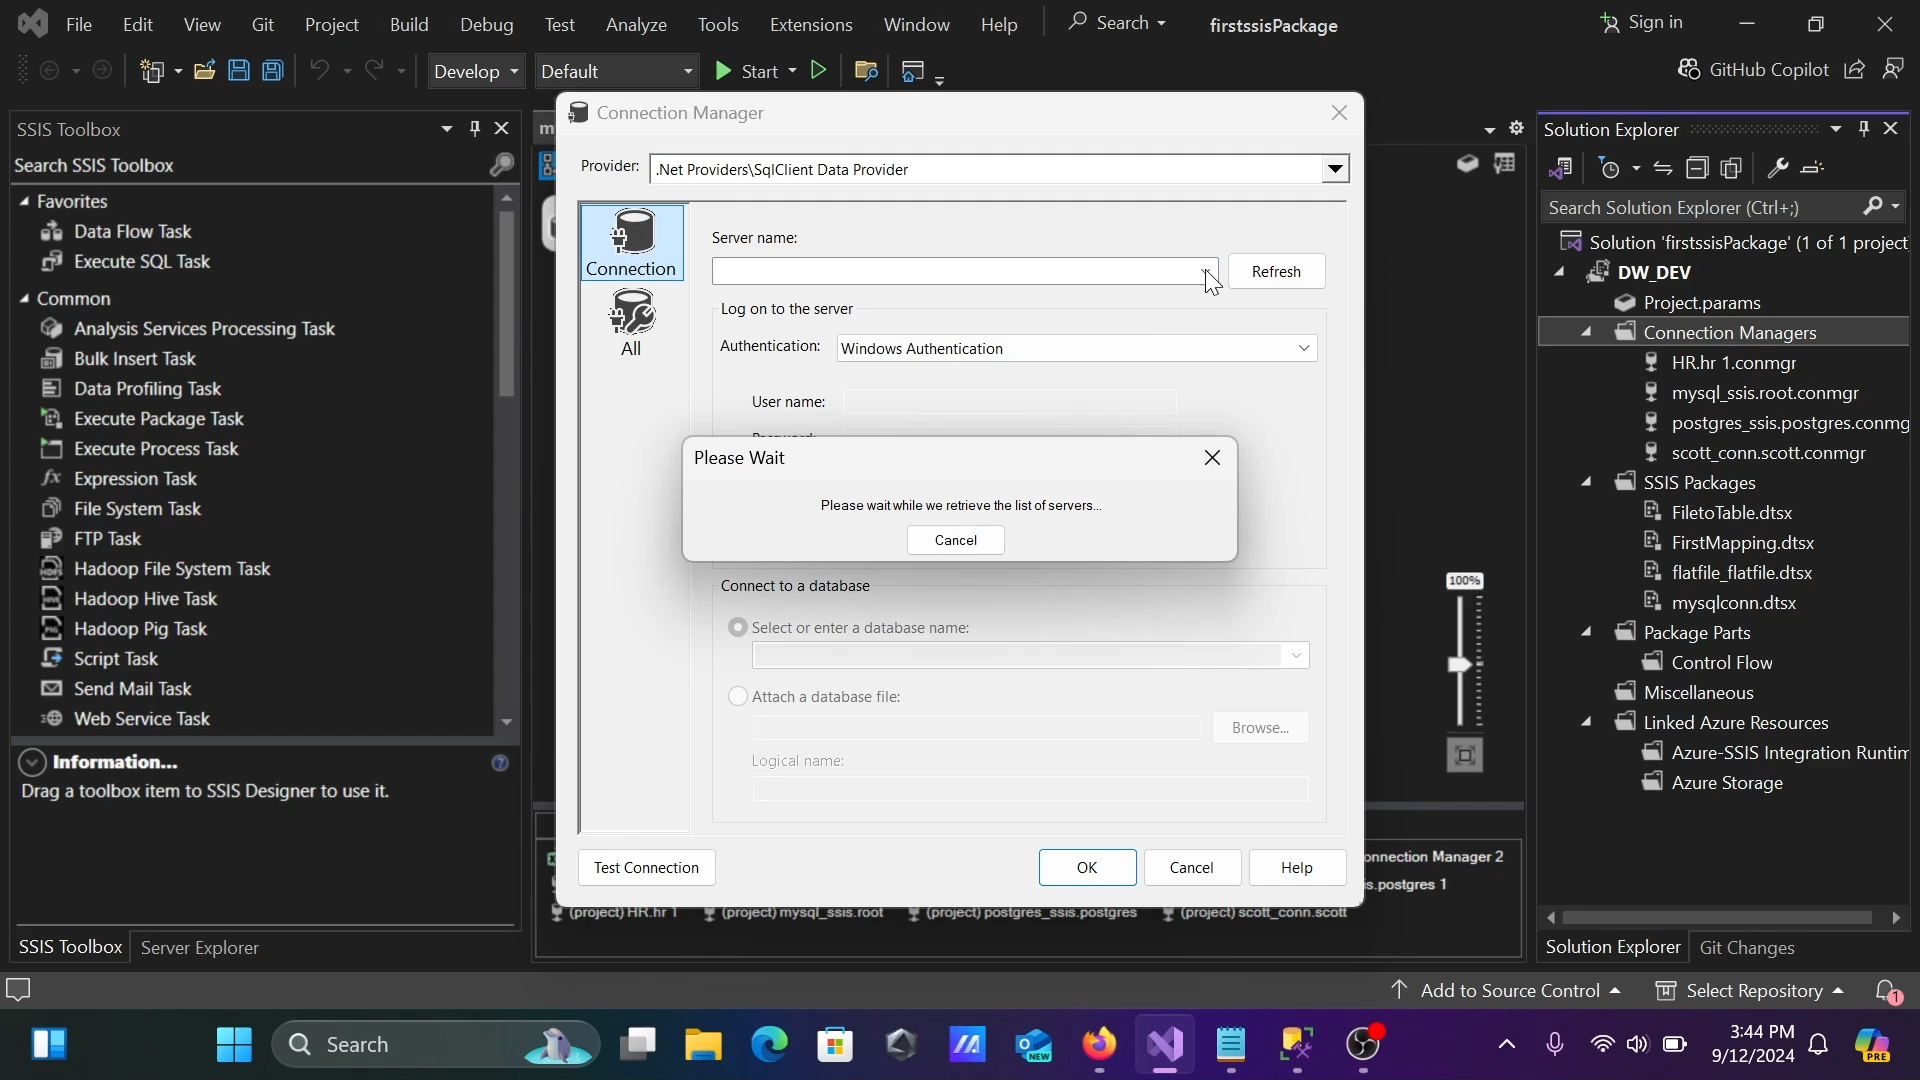 File Edit View Git Project Build Debug Test Analyze Tools Extensions Window Help Search firstssisPackage Sign in
Develop Default Start GitHub Copilot
SSIS Toolbox
Search SSIS Toolbox
Favorites
Data Flow Task
Execute SQL Task
Common
Analysis Services Processing Task
Bulk Insert Task
Data Profiling Task
Execute Package Task
Execute Process Task
Expression Task
File System Task
FTP Task
Hadoop File System Task
Hadoop Hive Task
Hadoop Pig Task
Script Task
Send Mail Task
Web Service Task
Information...
Drag a toolbox item to SSIS Designer to use it.
SSIS Toolbox Server Explorer
Connection Manager
Provider: .Net Providers\SqlClient Data Provider
Connection
All
Server name:
Refresh
Log on to the server
Authentication: Windows Authentication
User name:
Please Wait
Please wait while we retrieve the list of servers...
Cancel
Connect to a database
Select or enter a database name:
Attach a database file:
Browse...
Logical name:
Test Connection OK Cancel Help
onnection Manager 2
is.postgres 1
(project) HR.hr 1 (project) mysql_ssis.root (project) postgres_ssis.postgres (project) scott_conn.scott
100%
Solution Explorer
Search Solution Explorer (Ctrl+;)
Solution 'firstssisPackage' (1 of 1 project
DW_DEV
Project.params
Connection Managers
HR.hr 1.conmgr
mysql_ssis.root.conmgr
postgres_ssis.postgres.conmg
scott_conn.scott.conmgr
SSIS Packages
FiletoTable.dtsx
FirstMapping.dtsx
flatfile_flatfile.dtsx
mysqlconn.dtsx
Package Parts
Control Flow
Miscellaneous
Linked Azure Resources
Azure-SSIS Integration Runtim
Azure Storage
Solution Explorer Git Changes
Add to Source Control Select Repository 1
Search
NEW
3:44 PM
9/12/2024
PRE